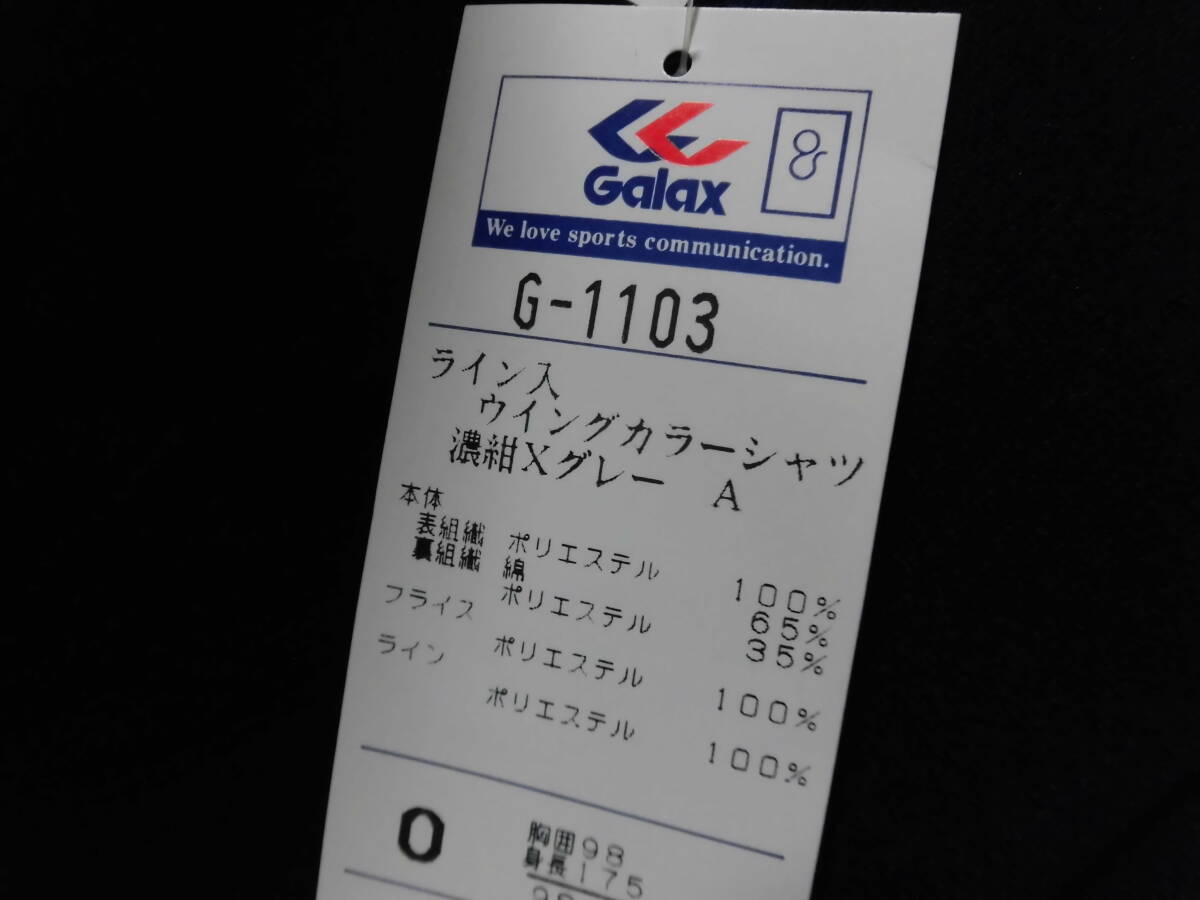 Galax
We love sports communication.
G-1103
ライン入
ウイングカラーシャツ
濃紺Xグレー A
本体
表組織 ポリエステル 100%
裏組織 綿 65%
ポリエステル 35%
フライス
ポリエステル 100%
ライン
ポリエステル 100%
O
胸囲98
身長175